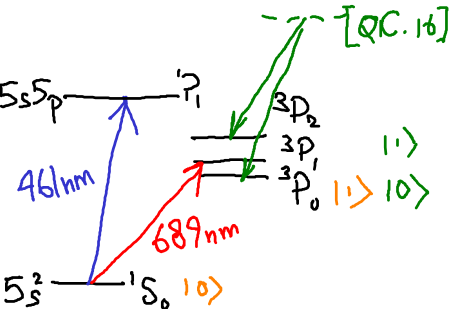 [QC.16]
5s5p ¹P₁
³P₂
³P₁ |1⟩
³P₀ |1⟩ |0⟩
461nm
689nm
5s² ¹S₀ |0⟩